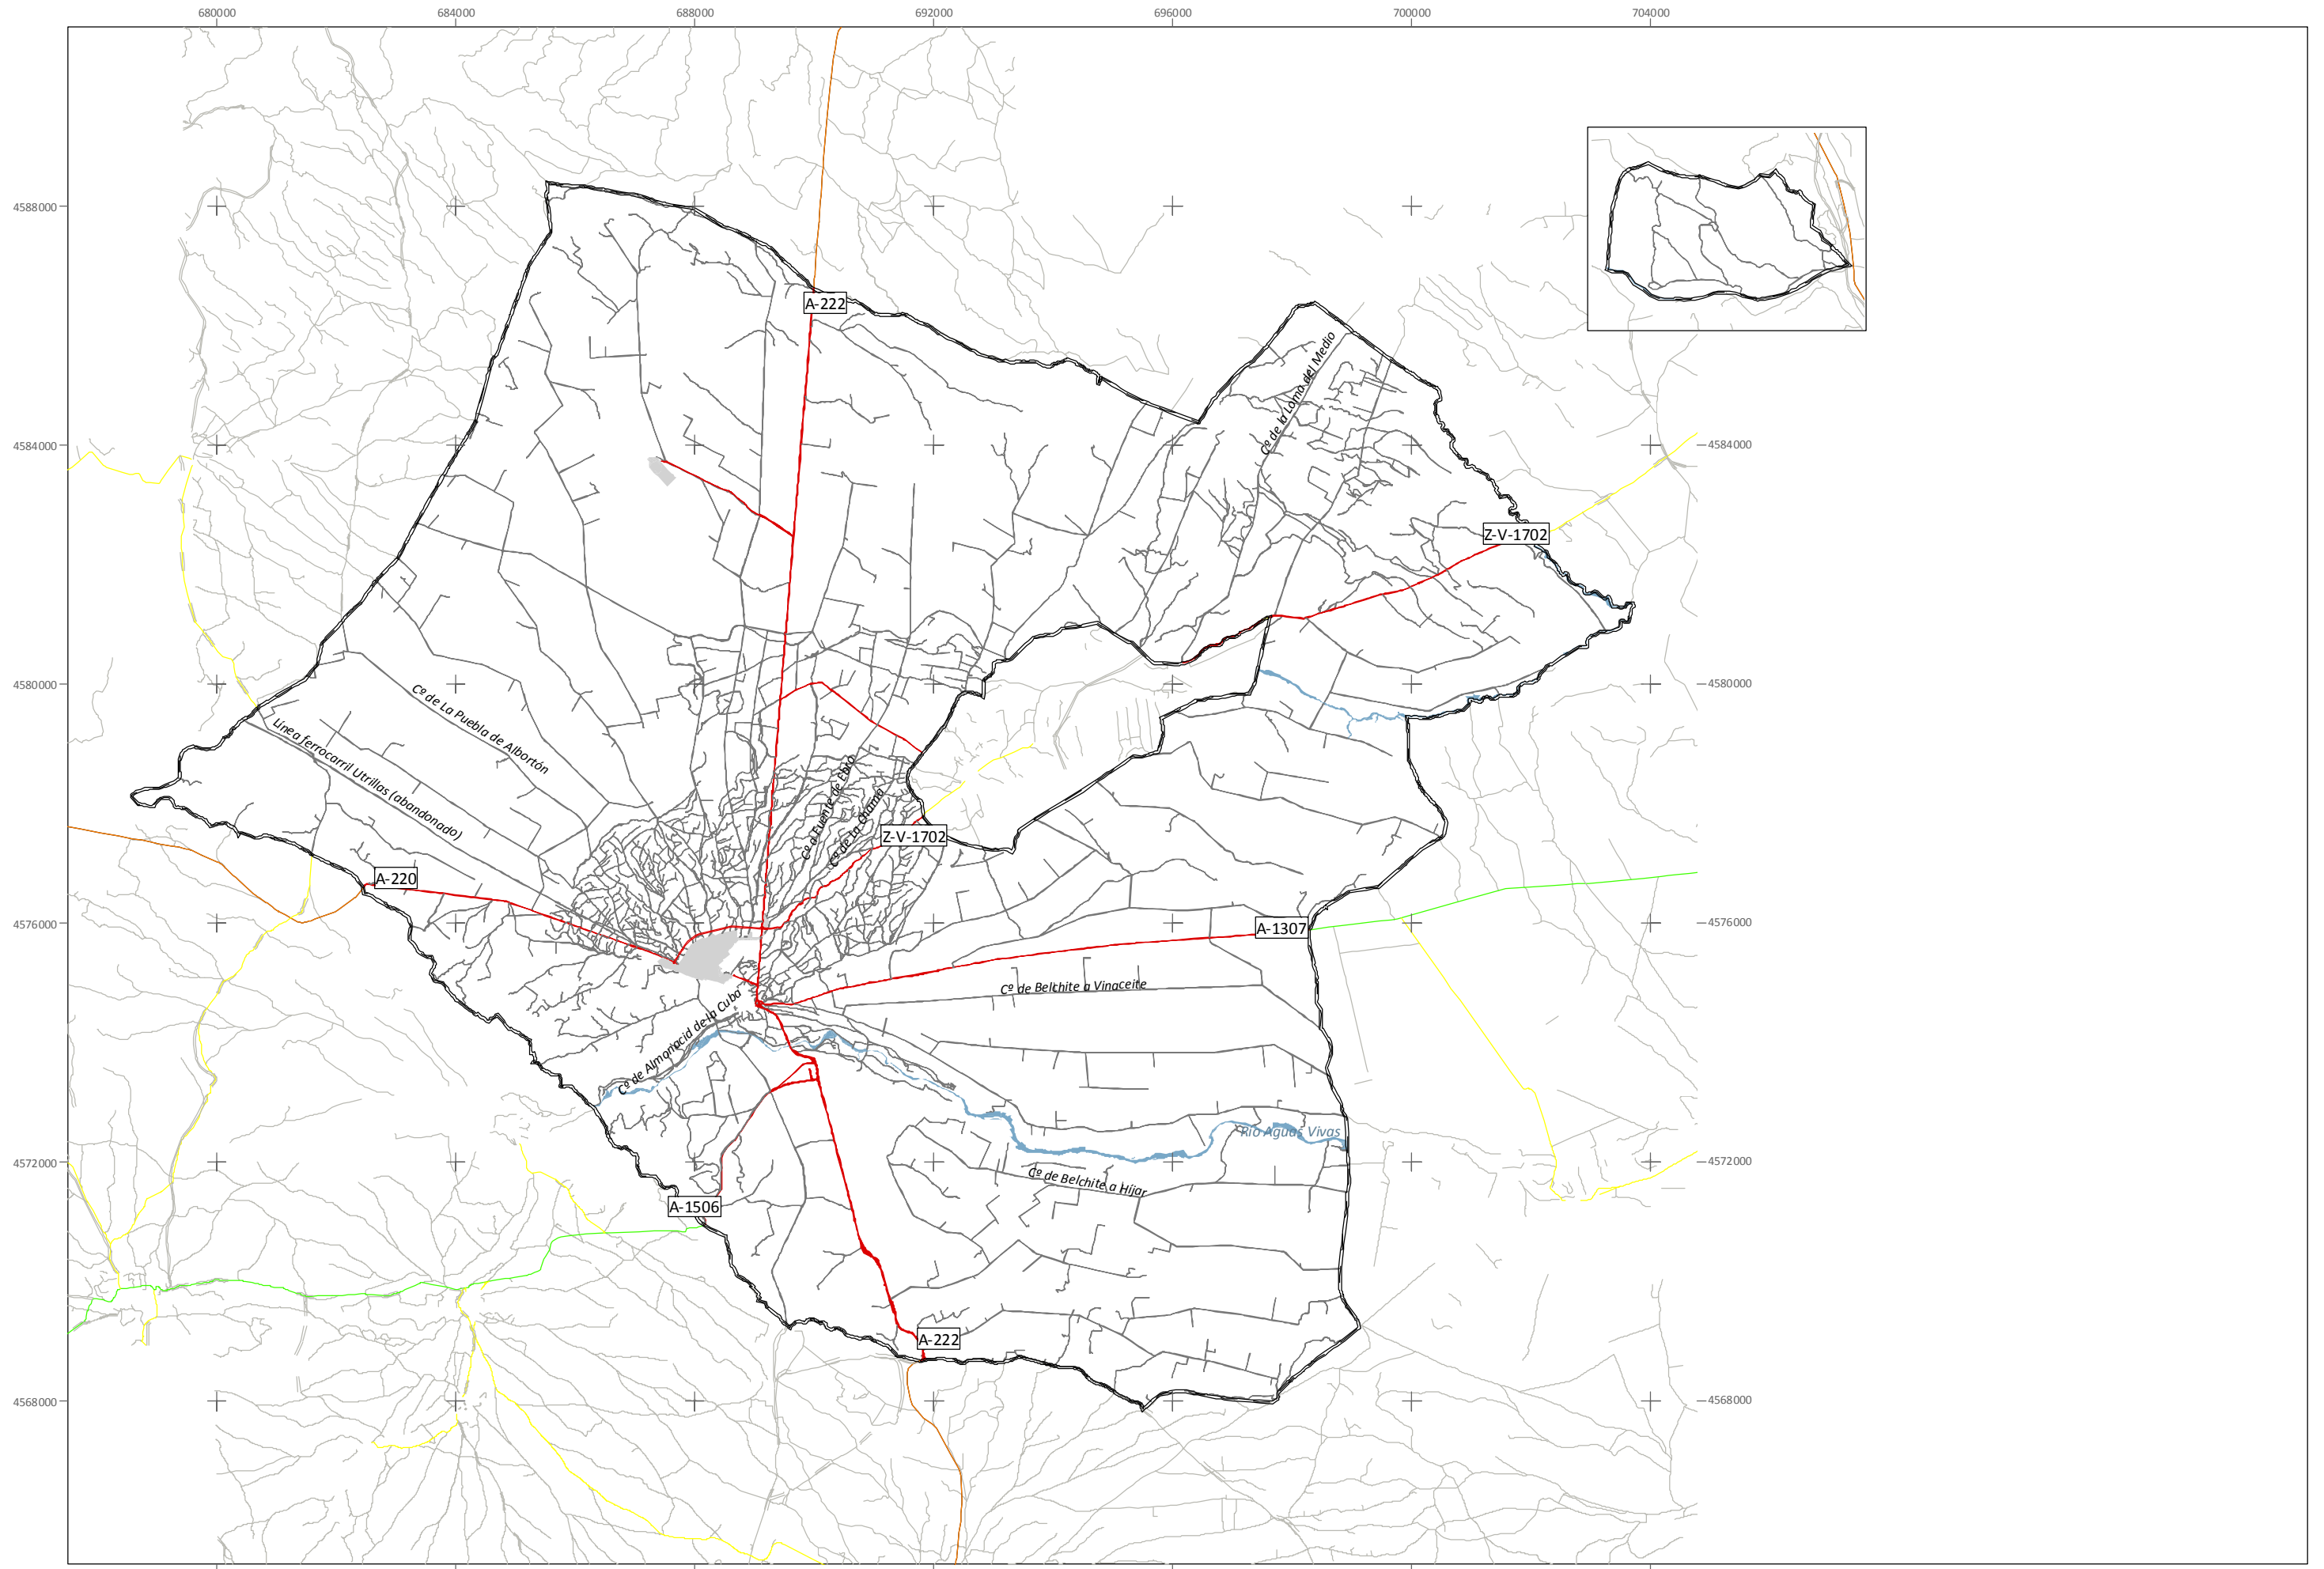 680000 684000 688000 692000 696000 700000 704000
4588000
A-222
Cº de la Loma del Medio
4584000 4584000
Z-V-1702
4580000 4580000
Cº de La Puebla de Albortón
Línea ferrocarril Utrillas (abandonado)
Cº a Fuente de Ebro
Cº de La Chirama
Z-V-1702
A-220
4576000 4576000
A-1307
Cº de Belchite a Vinaceite
Cº de Almonacid de la Cuba
Río Aguas Vivas
4572000 4572000
Cº de Belchite a Híjar
A-1506
A-222
4568000 4568000